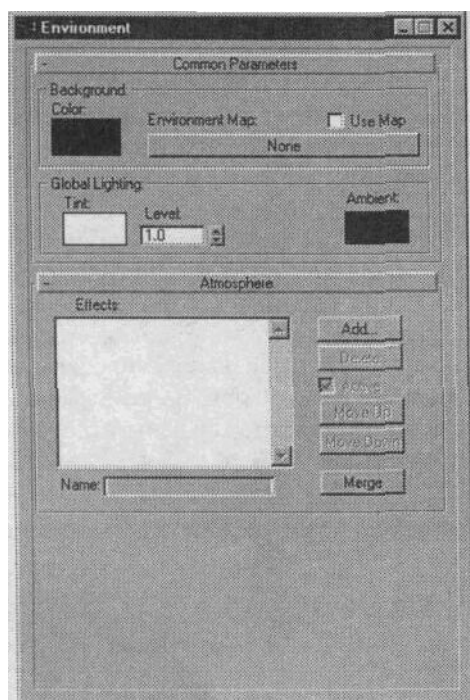 Environment
- Common Parameters
Background:
Color:
Environment Map:
Use Map
None
Global Lighting:
Tint:
Level:
1.0
Ambient:
- Atmosphere
Effects:
Add...
Delete
Active
Move Up
Move Down
Name:
Merge